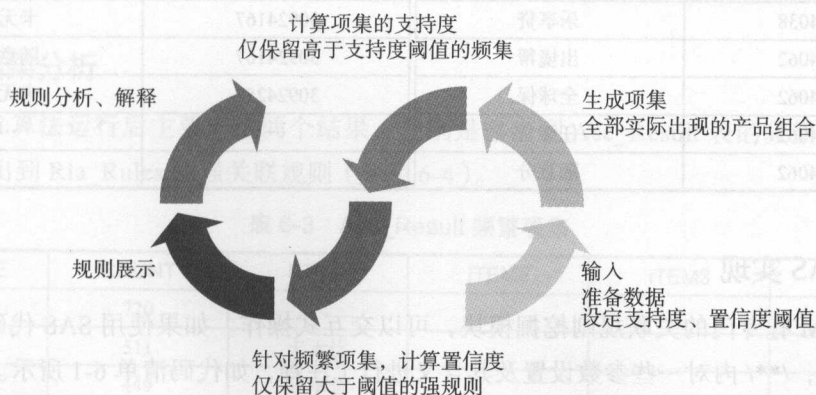 计算项集的支持度
仅保留高于支持度阈值的频集
规则分析、解释
生成项集
全部实际出现的产品组合
规则展示
输入
准备数据
设定支持度、置信度阈值
针对频繁项集，计算置信度
仅保留大于阈值的强规则